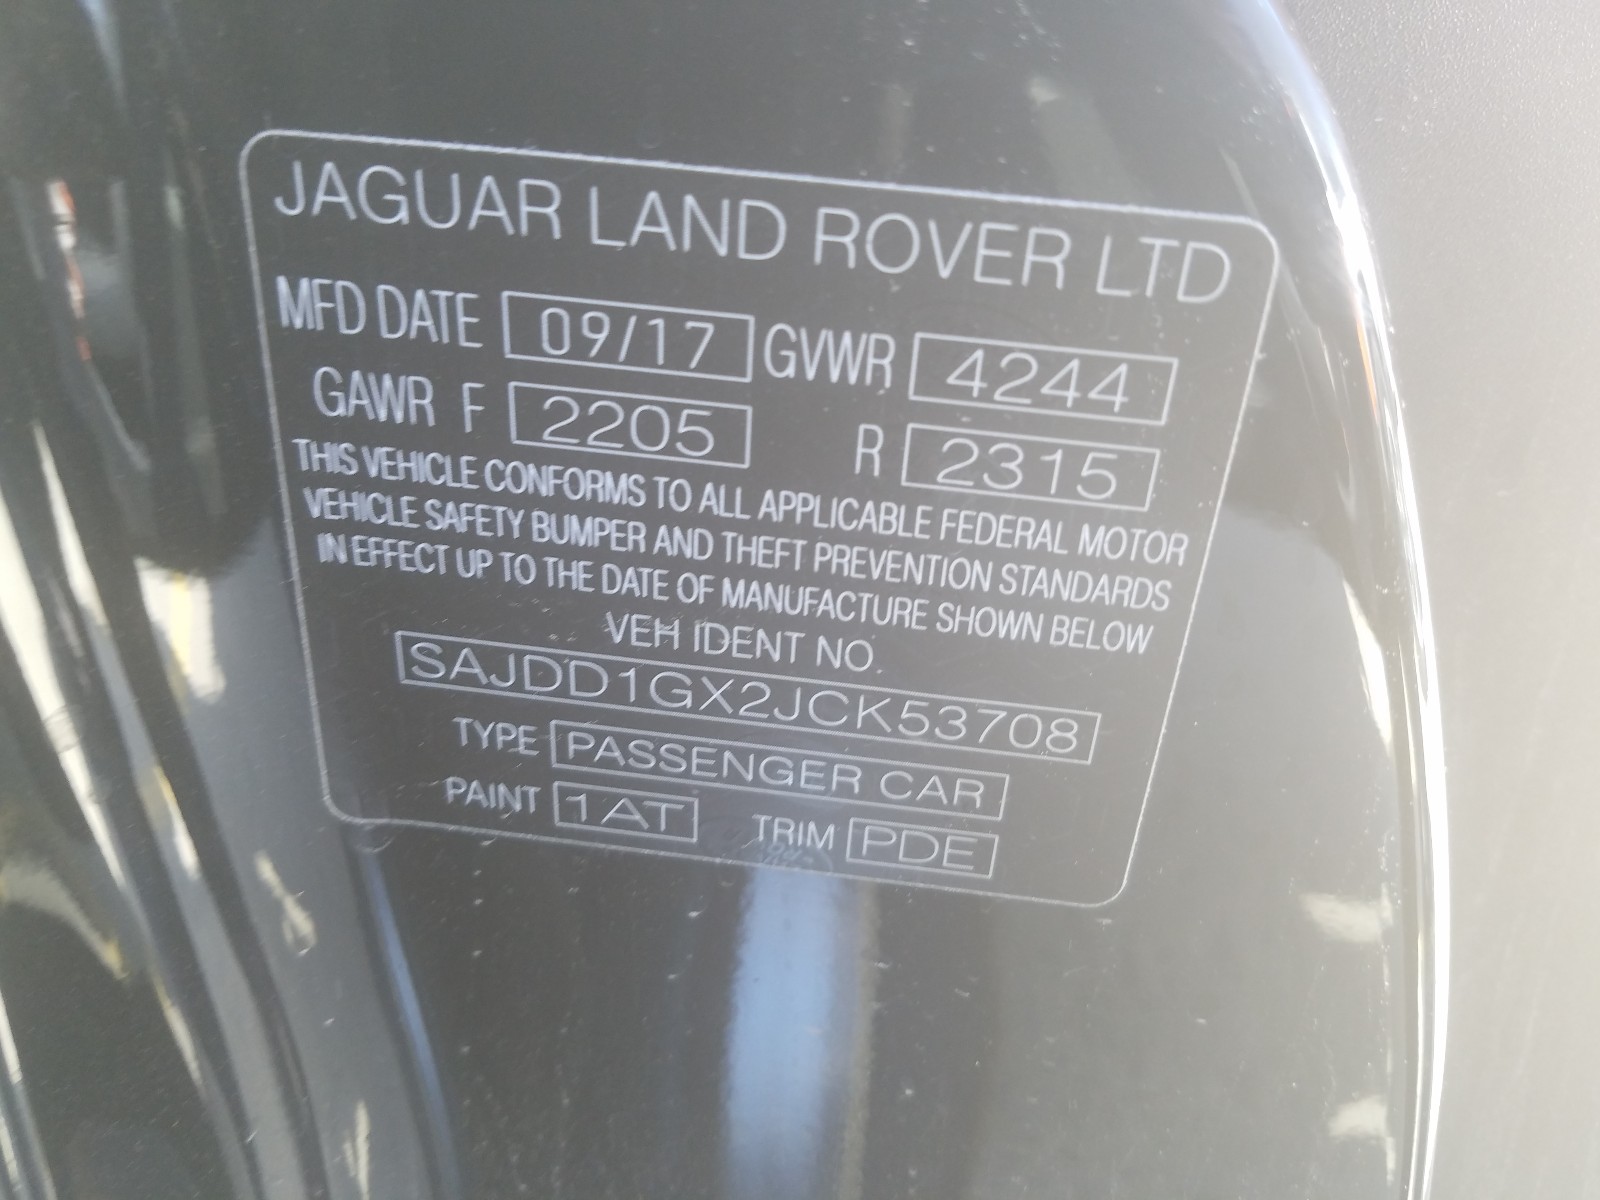 JAGUAR LAND ROVER LTD
MFD DATE 09/17 GVWR 4244
GAWR F 2205 R 2315
THIS VEHICLE CONFORMS TO ALL APPLICABLE FEDERAL MOTOR
VEHICLE SAFETY BUMPER AND THEFT PREVENTION STANDARDS
IN EFFECT UP TO THE DATE OF MANUFACTURE SHOWN BELOW
VEH IDENT NO.
SAJDD1GX2JCK53708
TYPE PASSENGER CAR
PAINT 1AT TRIM PDE